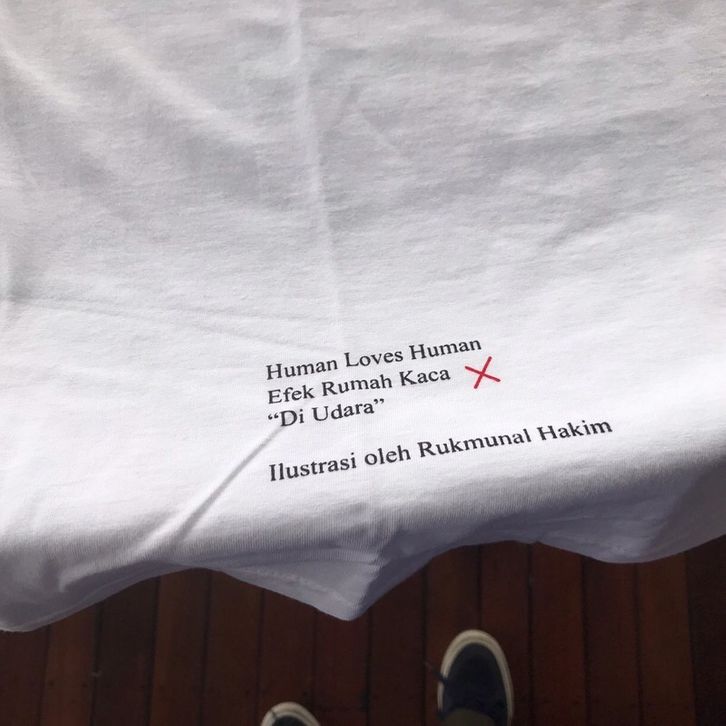 Human Loves Human
Efek Rumah Kaca
“Di Udara”
Ilustrasi oleh Rukmunal Hakim